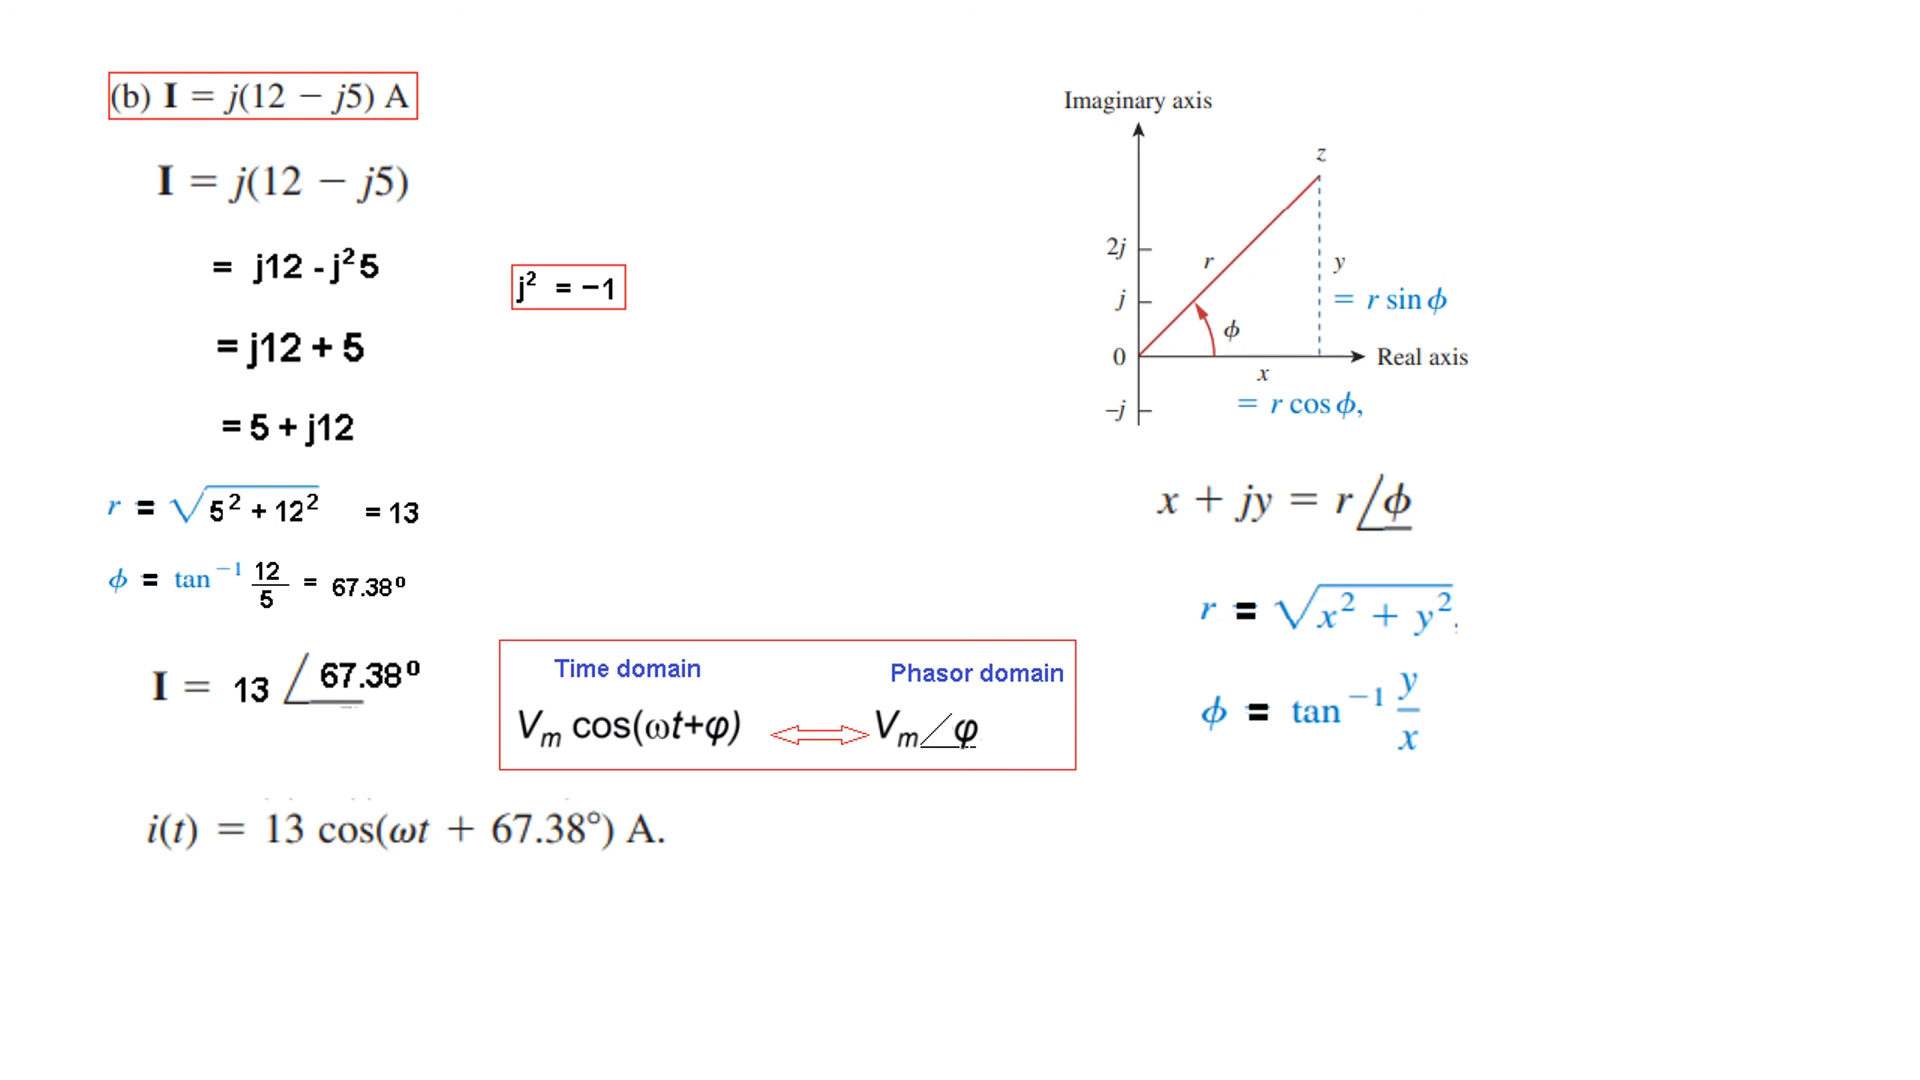 (b) I = j(12 − j5) A
I = j(12 − j5)
= j12 - j²5
j² = −1
= j12 + 5
= 5 + j12
r = √5² + 12² = 13
ϕ = tan⁻¹ 12/5 = 67.38⁰
I = 13 ∠67.38⁰
Time domain
Phasor domain
Vₘ cos(ωt+φ)
Vₘ∠φ
i(t) = 13 cos(ωt + 67.38°) A.
Imaginary axis
z
2j
r
y
j
= r sin ϕ
ϕ
0
Real axis
x
−j
= r cos ϕ,
x + jy = r∠ϕ
r = √x² + y²;
ϕ = tan⁻¹ y/x